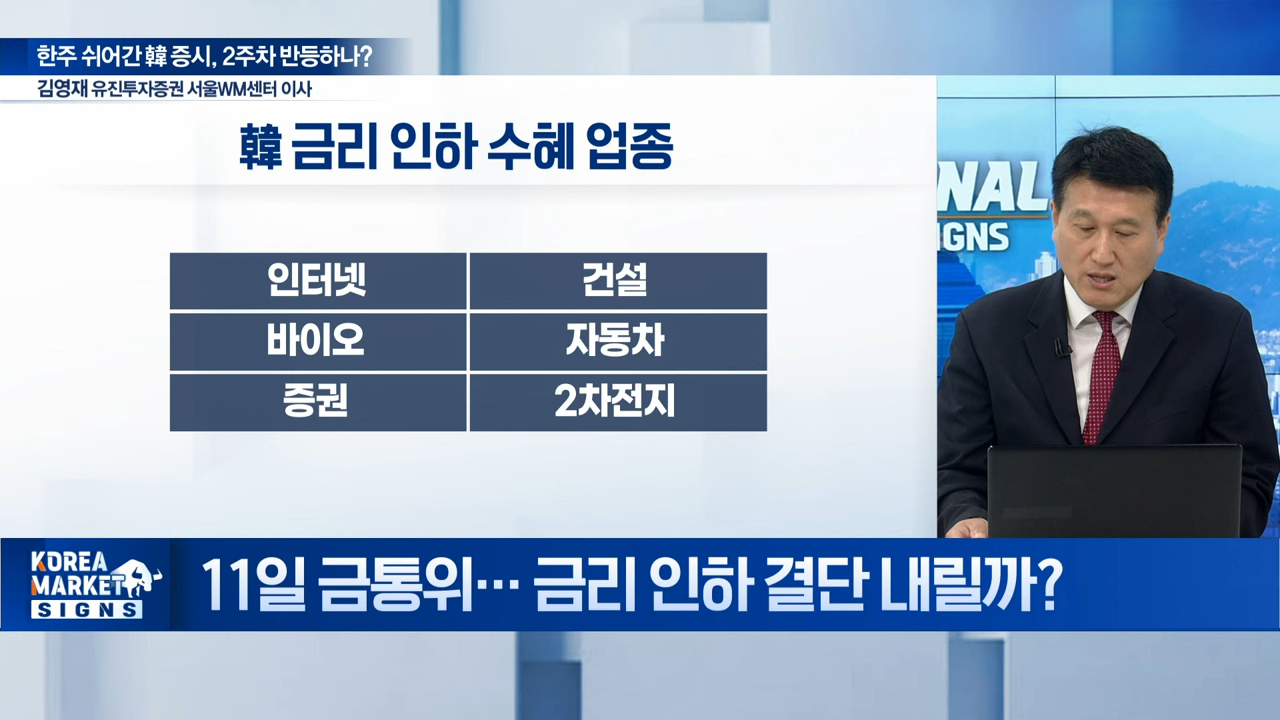 한주 쉬어간 韓 증시, 2주차 반등하나?
김영재 유진투자증권 서울WM센터 이사
韓 금리 인하 수혜 업종
인터넷 건설
바이오 자동차
증권 2차전지
NAL
IGNS
KOREA
MARKET
SIGNS
11일 금통위… 금리 인하 결단 내릴까?